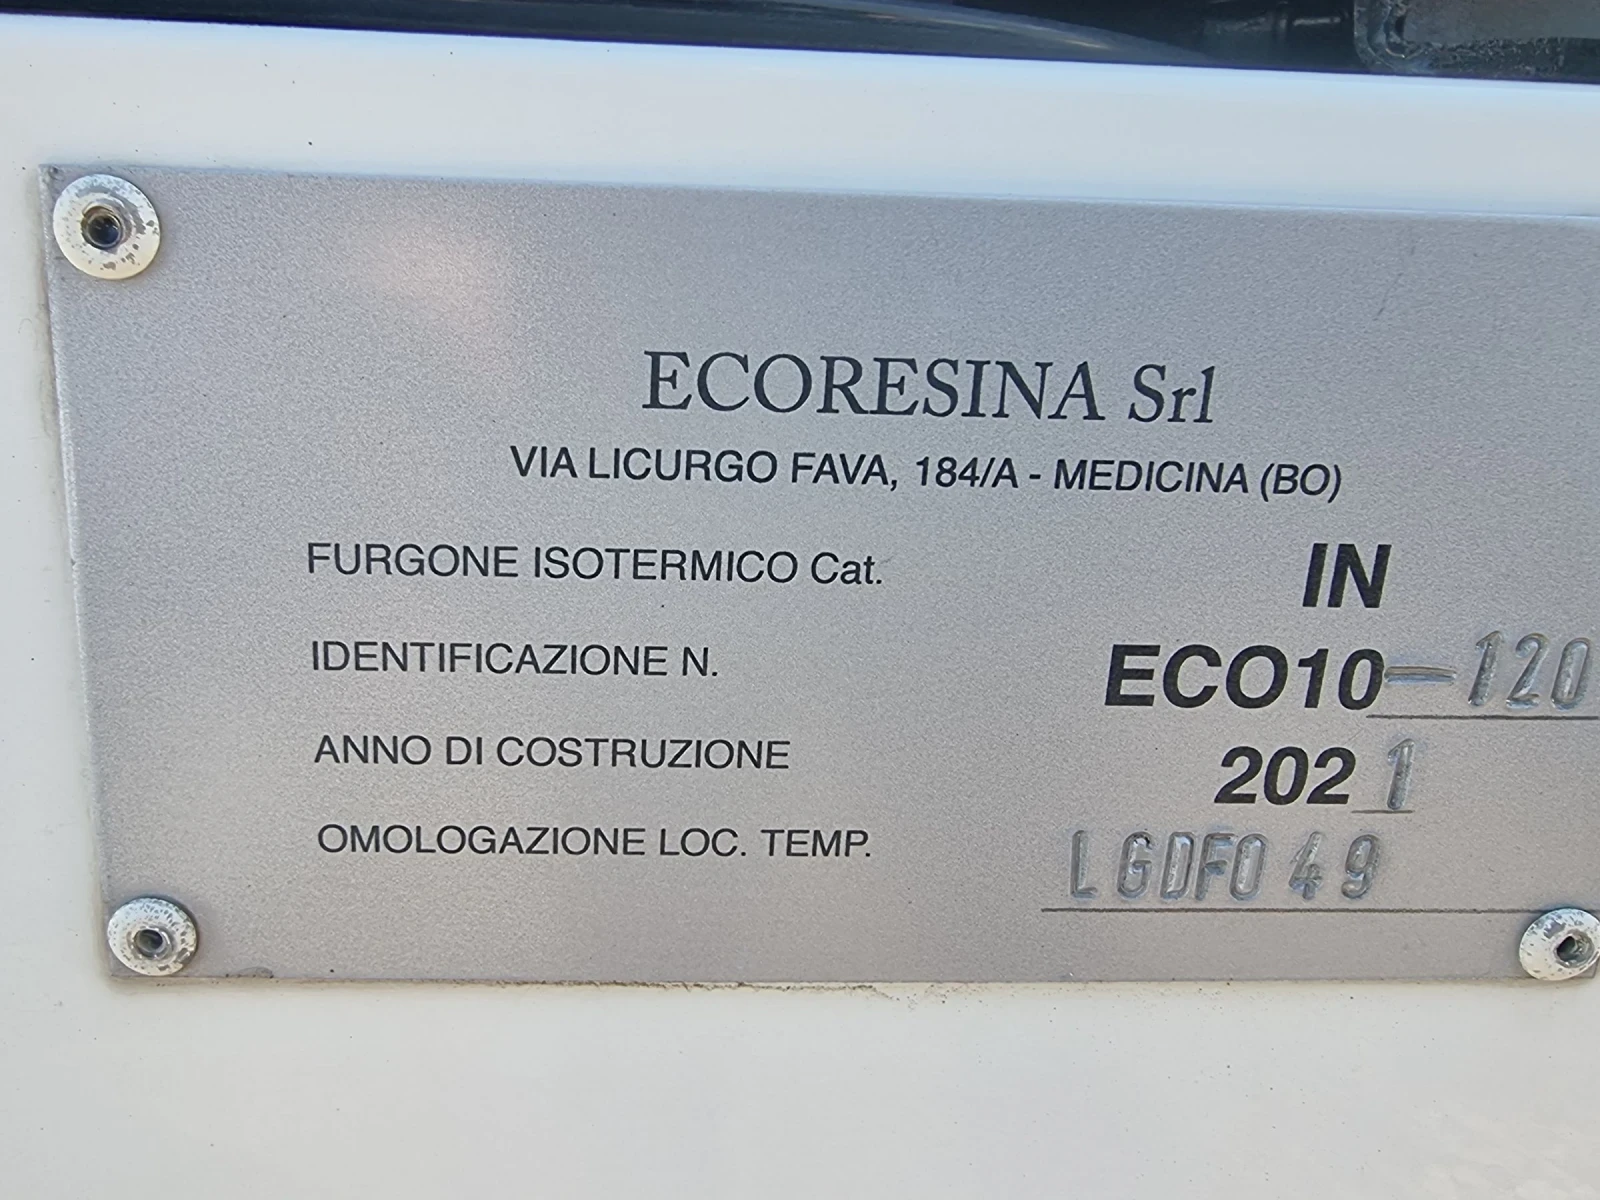 ECORESINA Srl
VIA LICURGO FAVA, 184/A - MEDICINA (BO)
FURGONE ISOTERMICO Cat. IN
IDENTIFICAZIONE N. ECO10-120
ANNO DI COSTRUZIONE 2021
OMOLOGAZIONE LOC. TEMP. LGDF049